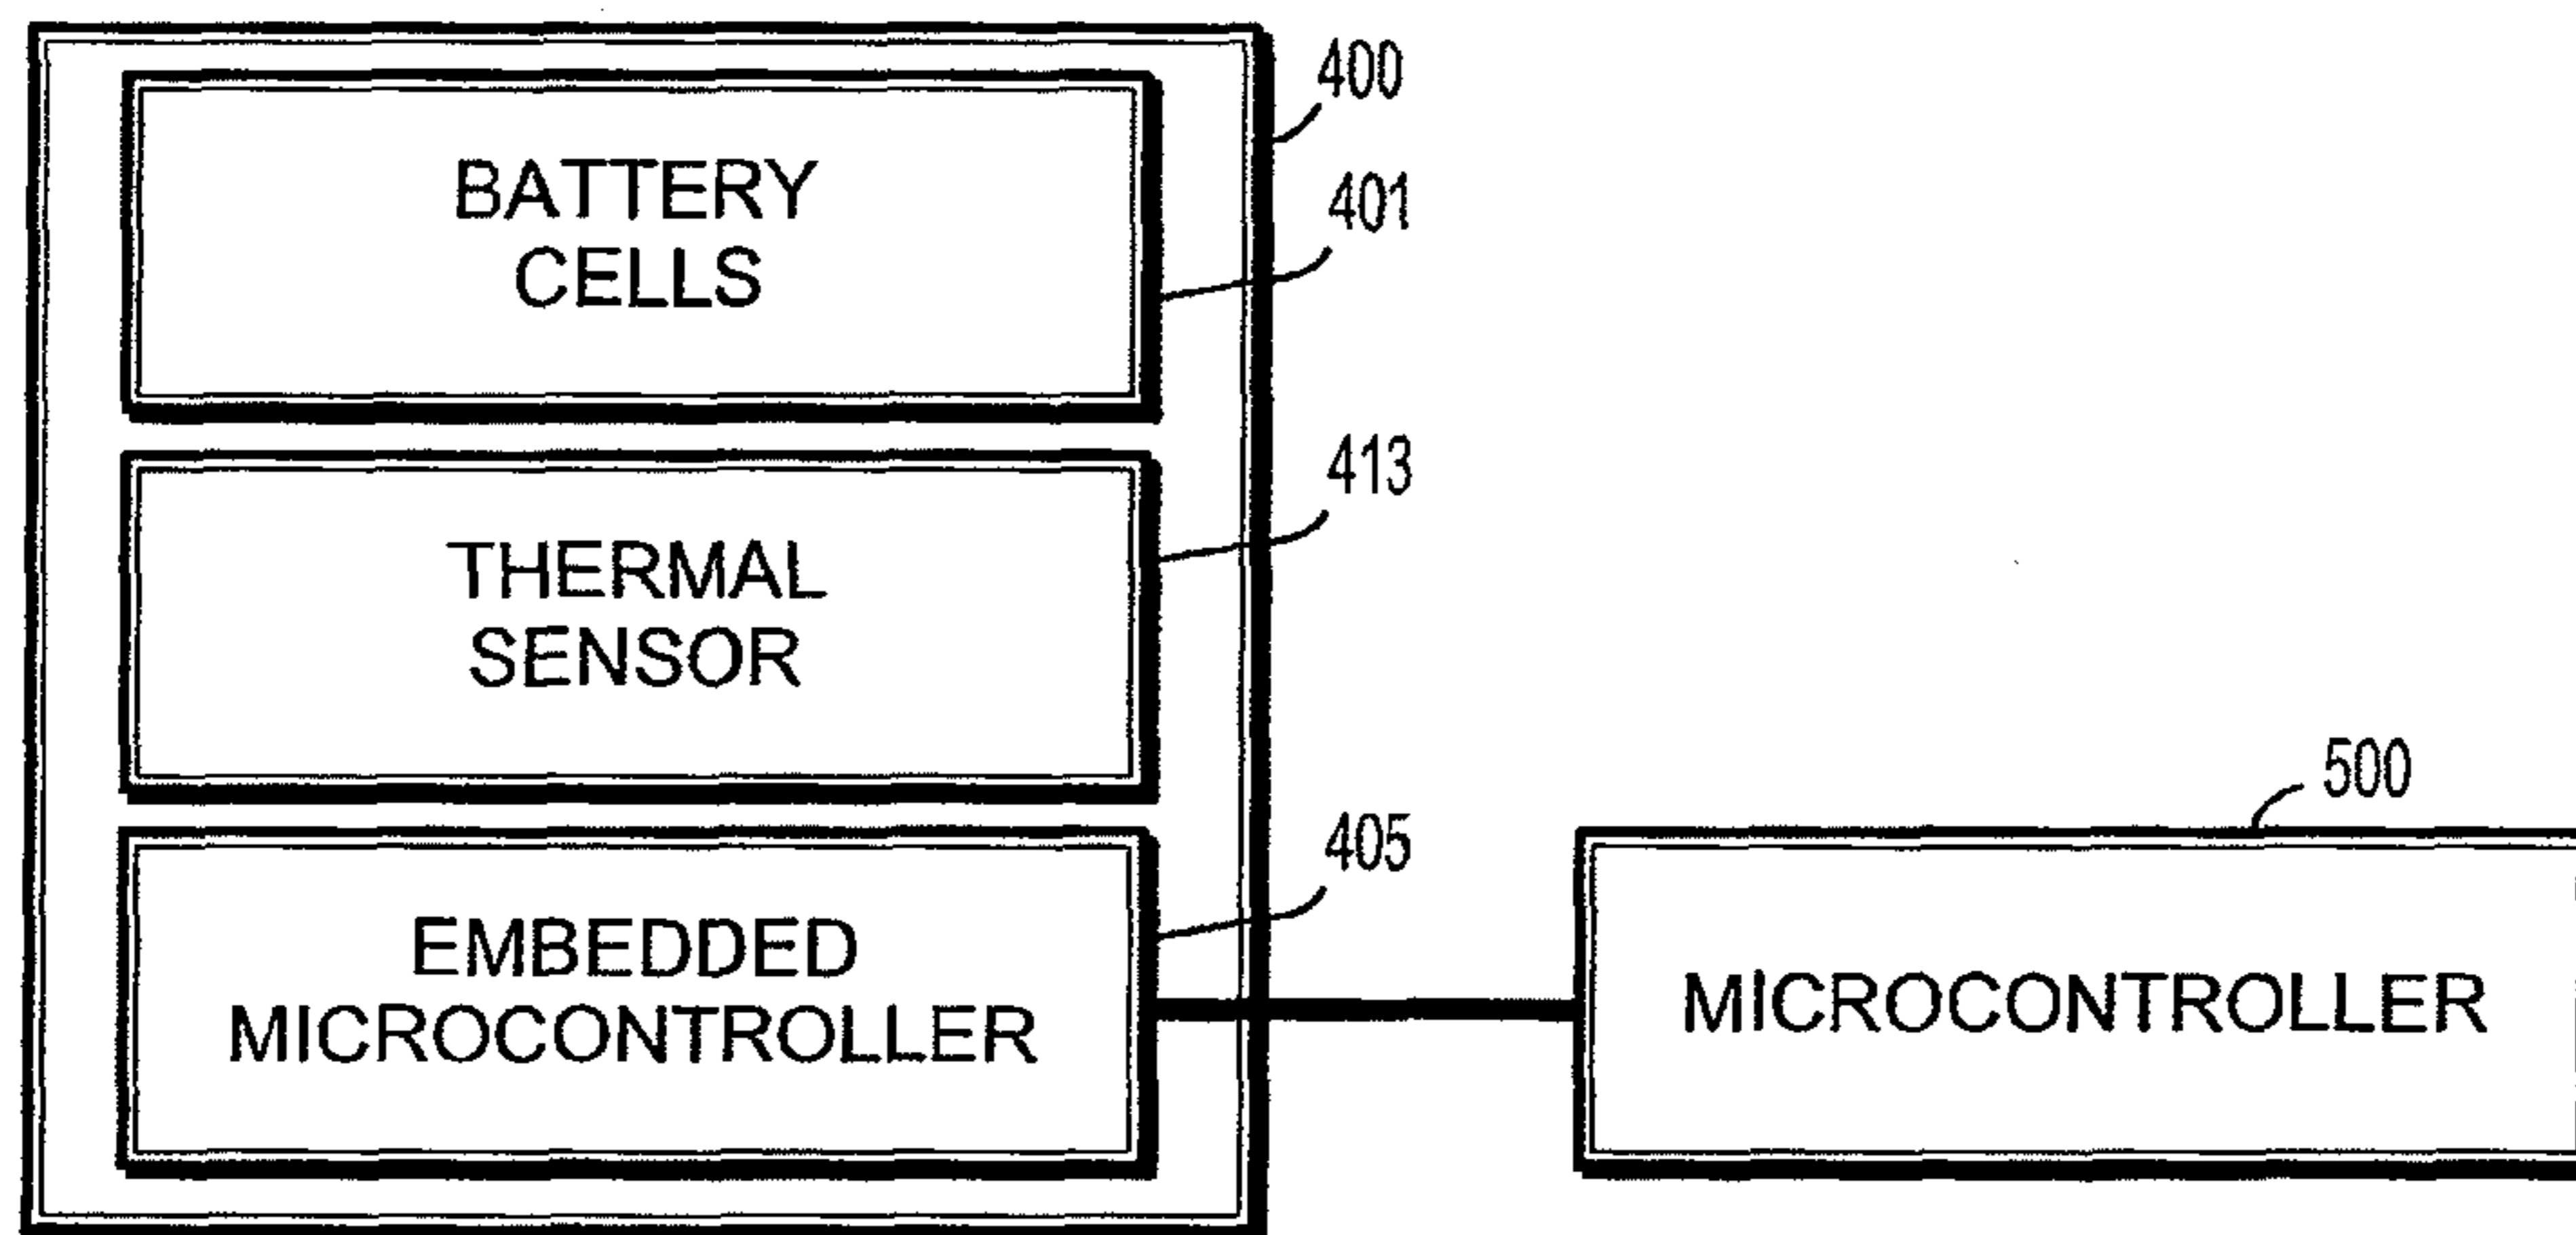 400
BATTERY
CELLS
401
THERMAL
SENSOR
413
EMBEDDED
MICROCONTROLLER
405
MICROCONTROLLER
500